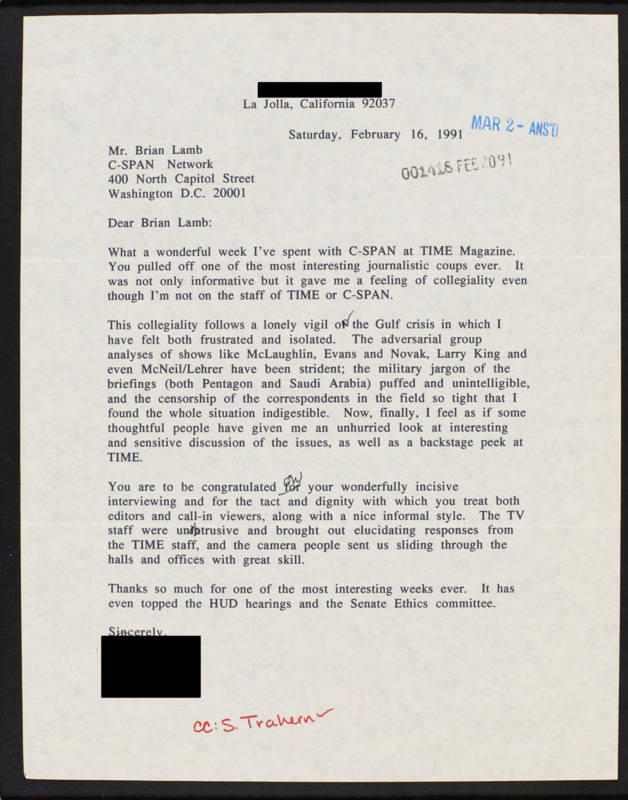 La Jolla, California 92037
Saturday, February 16, 1991
MAR 2 - ANS'D
001418 FEB 20 91
Mr. Brian Lamb
C-SPAN Network
400 North Capitol Street
Washington D.C. 20001
Dear Brian Lamb:
What a wonderful week I've spent with C-SPAN at TIME Magazine.
You pulled off one of the most interesting journalistic coups ever. It
was not only informative but it gave me a feeling of collegiality even
though I'm not on the staff of TIME or C-SPAN.
This collegiality follows a lonely vigil on the Gulf crisis in which I
have felt both frustrated and isolated. The adversarial group
analyses of shows like McLaughlin, Evans and Novak, Larry King and
even McNeil/Lehrer have been strident; the military jargon of the
briefings (both Pentagon and Saudi Arabia) puffed and unintelligible,
and the censorship of the correspondents in the field so tight that I
found the whole situation indigestible. Now, finally, I feel as if some
thoughtful people have given me an unhurried look at interesting
and sensitive discussion of the issues, as well as a backstage peek at
TIME.
You are to be congratulated for on your wonderfully incisive
interviewing and for the tact and dignity with which you treat both
editors and call-in viewers, along with a nice informal style. The TV
staff were unobtrusive and brought out elucidating responses from
the TIME staff, and the camera people sent us sliding through the
halls and offices with great skill.
Thanks so much for one of the most interesting weeks ever. It has
even topped the HUD hearings and the Senate Ethics committee.
Sincerely,
cc: S. Trahern